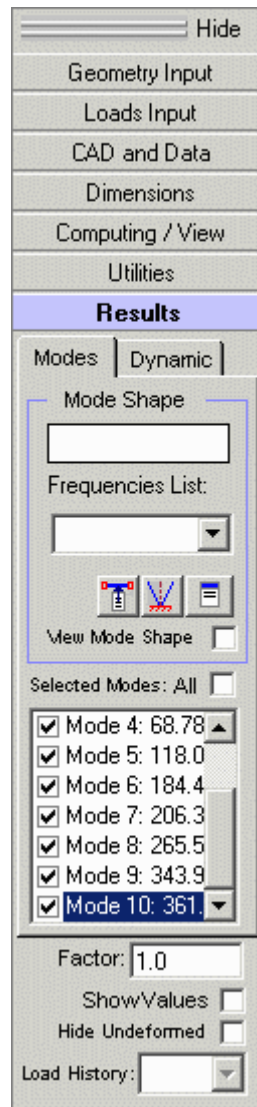 Hide
Geometry Input
Loads Input
CAD and Data
Dimensions
Computing / View
Utilities
Results
Modes Dynamic
Mode Shape
Frequencies List:
View Mode Shape
Selected Modes: All
Mode 4: 68.78
Mode 5: 118.0
Mode 6: 184.4
Mode 7: 206.3
Mode 8: 265.5
Mode 9: 343.9
Mode 10: 361.
Factor: 1.0
ShowValues
Hide Undeformed
Load History: